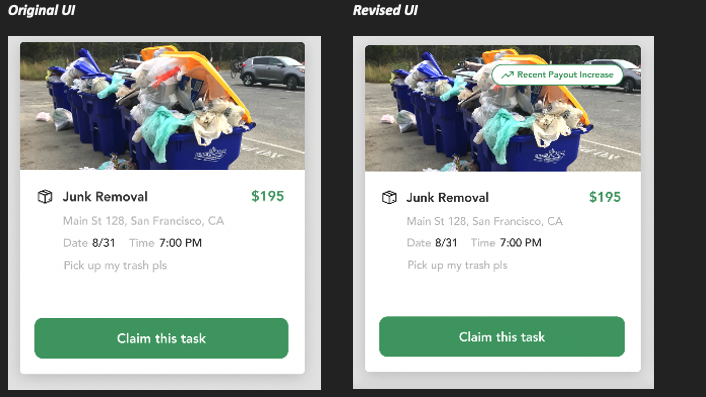 Original UI
Revised UI
Junk Removal
$195
Main St 128, San Francisco, CA
Date 8/31 Time 7:00 PM
Pick up my trash pls
Claim this task
Recent Payout Increase
Junk Removal
$195
Main St 128, San Francisco, CA
Date 8/31 Time 7:00 PM
Pick up my trash pls
Claim this task